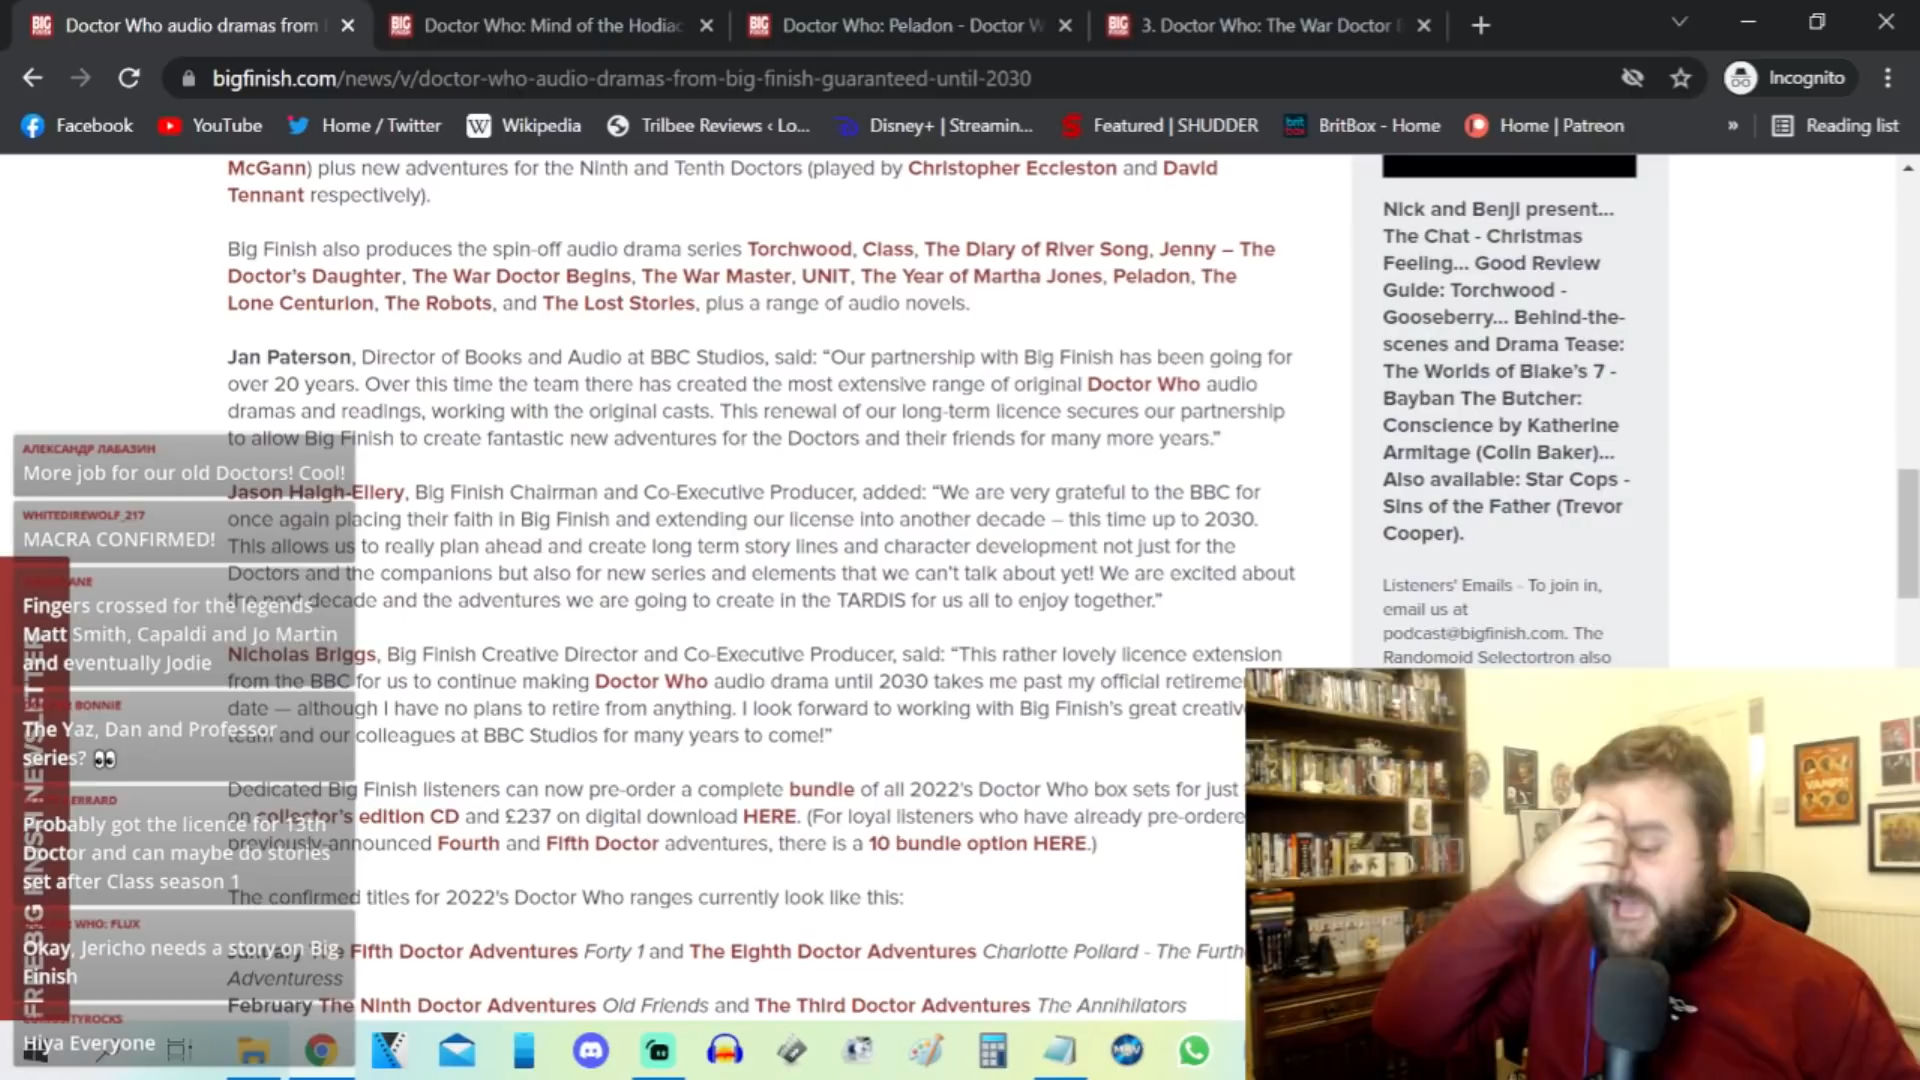 Doctor Who audio dramas from
Doctor Who: Mind of the Hodiac
Doctor Who: Peladon - Doctor W
3. Doctor Who: The War Doctor B
bigfinish.com/news/v/doctor-who-audio-dramas-from-big-finish-guaranteed-until-2030
Incognito
Facebook
YouTube
Home / Twitter
Wikipedia
Trilbee Reviews ‹ Lo...
Disney+ | Streamin...
Featured | SHUDDER
BritBox - Home
Home | Patreon
»
Reading list
McGann) plus new adventures for the Ninth and Tenth Doctors (played by Christopher Eccleston and David
Tennant respectively).
Big Finish also produces the spin-off audio drama series Torchwood, Class, The Diary of River Song, Jenny – The
Doctor's Daughter, The War Doctor Begins, The War Master, UNIT, The Year of Martha Jones, Peladon, The
Lone Centurion, The Robots, and The Lost Stories, plus a range of audio novels.
Jan Paterson, Director of Books and Audio at BBC Studios, said: “Our partnership with Big Finish has been going for
over 20 years. Over this time the team there has created the most extensive range of original Doctor Who audio
dramas and readings, working with the original casts. This renewal of our long-term licence secures our partnership
to allow Big Finish to create fantastic new adventures for the Doctors and their friends for many more years.”
Jason Haigh-Ellery, Big Finish Chairman and Co-Executive Producer, added: “We are very grateful to the BBC for
once again placing their faith in Big Finish and extending our license into another decade – this time up to 2030.
This allows us to really plan ahead and create long term story lines and character development not just for the
Doctors and the companions but also for new series and elements that we can't talk about yet! We are excited about
the next decade and the adventures we are going to create in the TARDIS for us all to enjoy together.”
Nicholas Briggs, Big Finish Creative Director and Co-Executive Producer, said: “This rather lovely licence extension
from the BBC for us to continue making Doctor Who audio drama until 2030 takes me past my official retireme
date — although I have no plans to retire from anything. I look forward to working with Big Finish's great creativ
team and our colleagues at BBC Studios for many years to come!”
Dedicated Big Finish listeners can now pre-order a complete bundle of all 2022's Doctor Who box sets for just
on collector's edition CD and £237 on digital download HERE. (For loyal listeners who have already pre-ordere
previously-announced Fourth and Fifth Doctor adventures, there is a 10 bundle option HERE.)
The confirmed titles for 2022's Doctor Who ranges currently look like this:
Fifth Doctor Adventures Forty 1 and The Eighth Doctor Adventures Charlotte Pollard - The Furth
Adventuress
February The Ninth Doctor Adventures Old Friends and The Third Doctor Adventures The Annihilators
Nick and Benji present...
The Chat - Christmas
Feeling... Good Review
Guide: Torchwood -
Gooseberry... Behind-the-
scenes and Drama Tease:
The Worlds of Blake's 7 -
Bayban The Butcher:
Conscience by Katherine
Armitage (Colin Baker)...
Also available: Star Cops -
Sins of the Father (Trevor
Cooper).
Listeners' Emails - To join in,
email us at
podcast@bigfinish.com. The
Randomoid Selectortron also
АЛЕКСАНДР ЛАБАЗИН
More job for our old Doctors! Cool!
WHITEDIREWOLF_217
MACRA CONFIRMED!
Fingers crossed for the legends
Matt Smith, Capaldi and Jo Martin
and eventually Jodie
BONNIE
The Yaz, Dan and Professor
series? 👀
Probably got the licence for 13th
Doctor and can maybe do stories
set after Class season 1
WHO: FLUX
Okay, Jericho needs a story on Big
Finish
Hiya Everyone
FREE BIG FINISH NEWSLETTER
VAMPS!